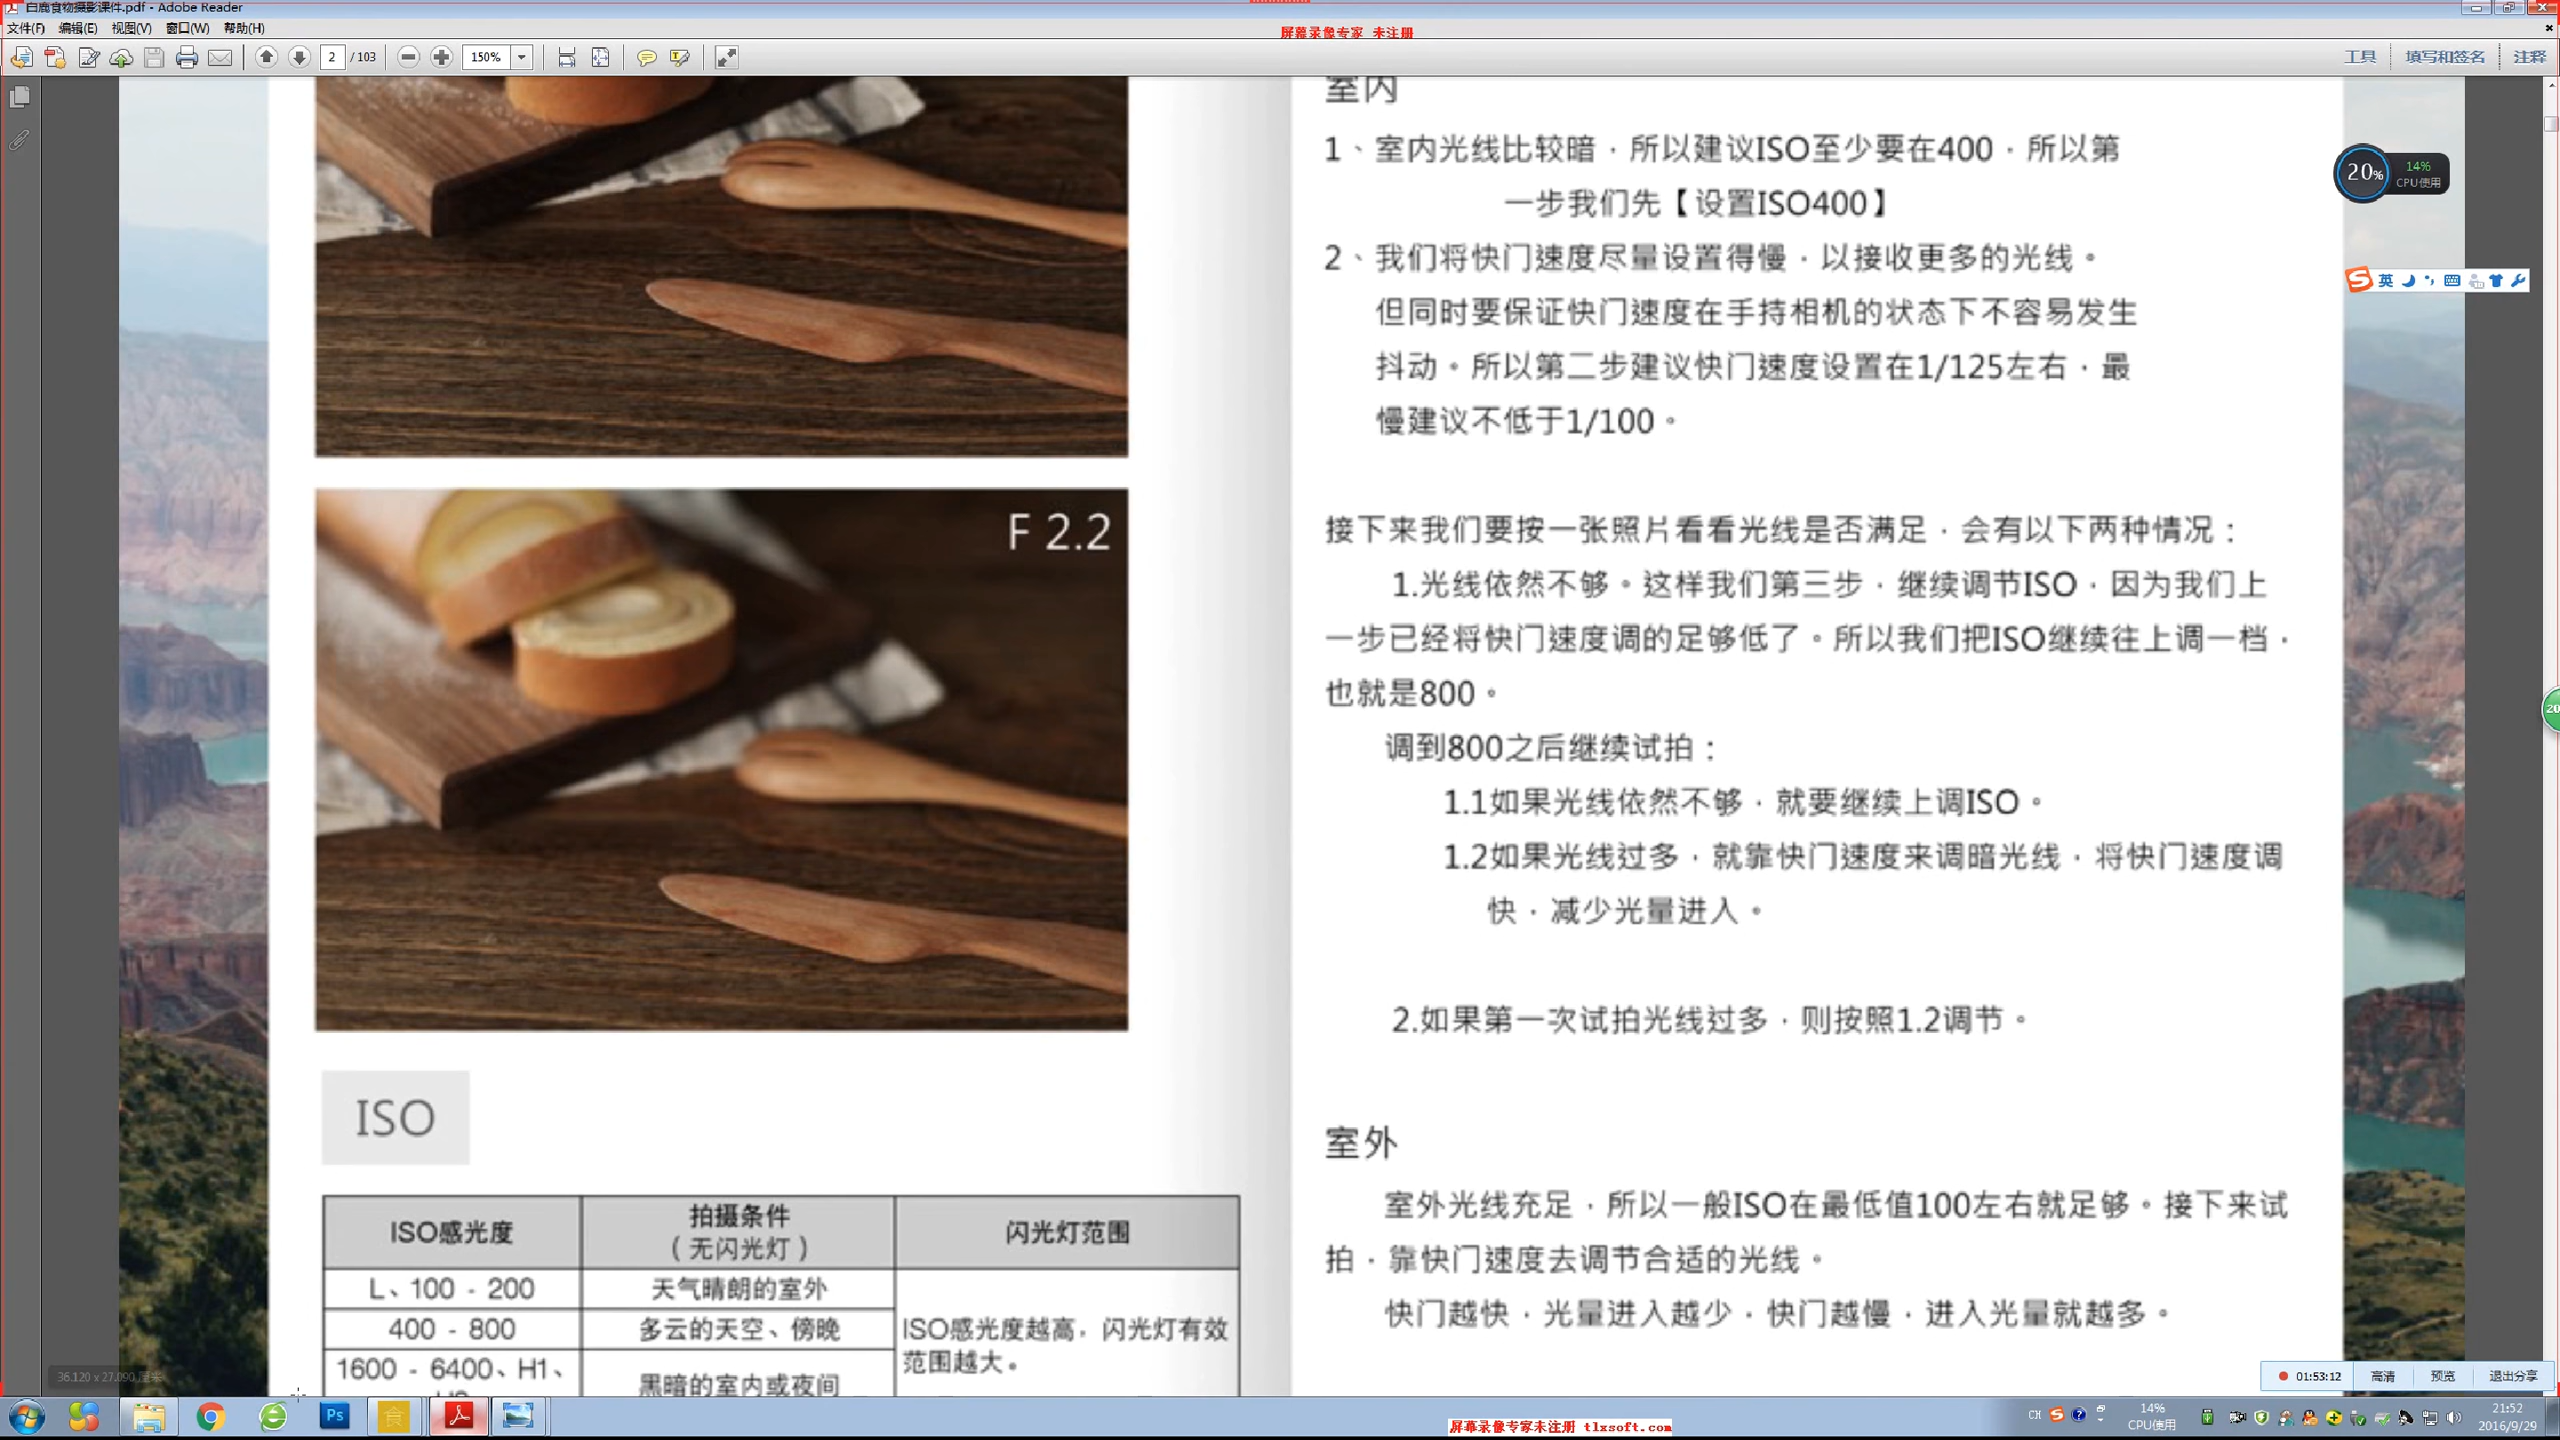 白鹿食物摄影课件.pdf - Adobe Reader
文件(F) 编辑(E) 视图(V) 窗口(W) 帮助(H)
屏幕录像专家 未注册
2 / 103 150%
工具 填写和签名 注释
F 2.2
ISO
ISO感光度 拍摄条件（无闪光灯） 闪光灯范围
L、100 - 200 天气晴朗的室外
400 - 800 多云的天空、傍晚
1600 - 6400、H1、
黑暗的室内或夜间
ISO感光度越高，闪光灯有效
范围越大。
室内
1、室内光线比较暗，所以建议ISO至少要在400，所以第
一步我们先【设置ISO400】
2、我们将快门速度尽量设置得慢，以接收更多的光线。
但同时要保证快门速度在手持相机的状态下不容易发生
抖动。所以第二步建议快门速度设置在1/125左右，最
慢建议不低于1/100。
接下来我们要按一张照片看看光线是否满足，会有以下两种情况：
1.光线依然不够。这样我们第三步，继续调节ISO，因为我们上
一步已经将快门速度调的足够低了。所以我们把ISO继续往上调一档，
也就是800。
调到800之后继续试拍：
1.1如果光线依然不够，就要继续上调ISO。
1.2如果光线过多，就靠快门速度来调暗光线，将快门速度调
快，减少光量进入。
2.如果第一次试拍光线过多，则按照1.2调节。
室外
室外光线充足，所以一般ISO在最低值100左右就足够。接下来试
拍，靠快门速度去调节合适的光线。
快门越快，光量进入越少，快门越慢，进入光量就越多。
20% 14%
CPU使用
英
20
36.120 x 27.090 厘米
01:53:12 高清 预览 退出分享
Ps
食
屏幕录像专家未注册 tlxsoft.com
CH
14%
CPU使用
21:52
2016/9/29